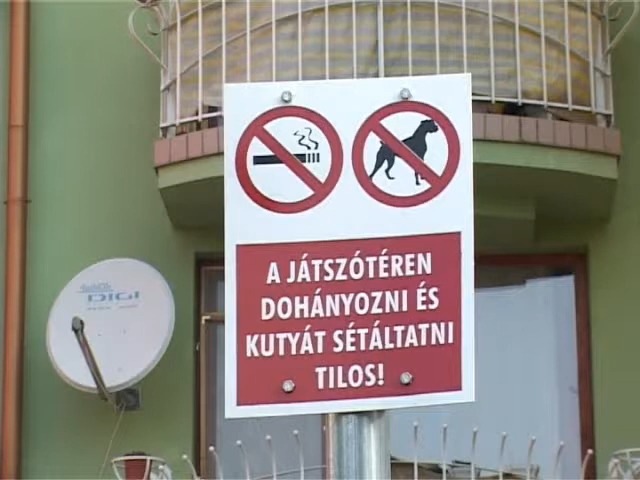 A JÁTSZÓTÉREN
DOHÁNYOZNI ÉS
KUTYÁT SÉTÁLTATNI
TILOS!
DIGI